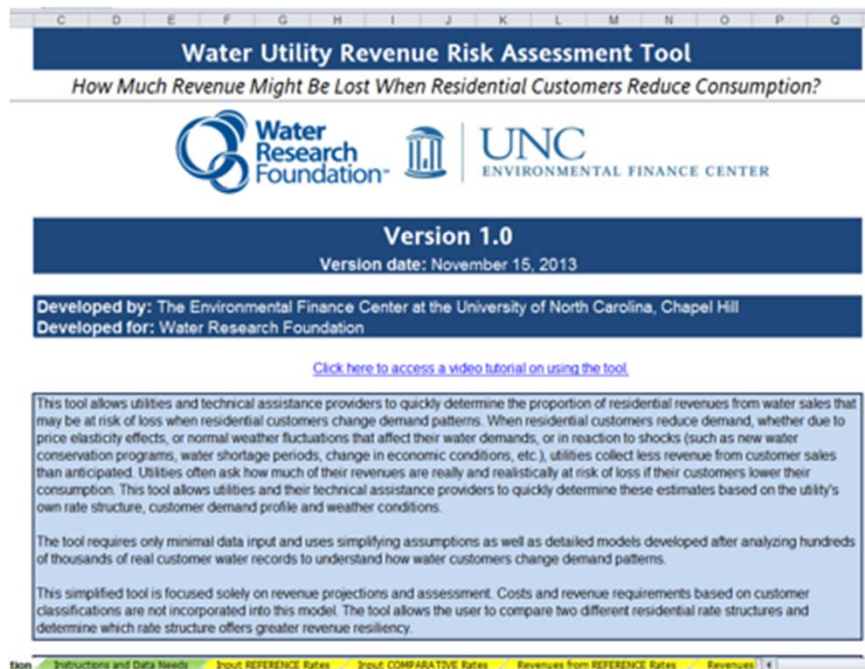 C D E F G H I J K L M N O P Q
Water Utility Revenue Risk Assessment Tool
How Much Revenue Might Be Lost When Residential Customers Reduce Consumption?
Water
Research
Foundation™
UNC
ENVIRONMENTAL FINANCE CENTER
Version 1.0
Version date: November 15, 2013
Developed by: The Environmental Finance Center at the University of North Carolina, Chapel Hill
Developed for: Water Research Foundation
Click here to access a video tutorial on using the tool.
This tool allows utilities and technical assistance providers to quickly determine the proportion of residential revenues from water sales that
may be at risk of loss when residential customers change demand patterns. When residential customers reduce demand, whether due to
price elasticity effects, or normal weather fluctuations that affect their water demands, or in reaction to shocks (such as new water
conservation programs, water shortage periods, change in economic conditions, etc.), utilities collect less revenue from customer sales
than anticipated. Utilities often ask how much of their revenues are really and realistically at risk of loss if their customers lower their
consumption. This tool allows utilities and their technical assistance providers to quickly determine these estimates based on the utility's
own rate structure, customer demand profile and weather conditions.
The tool requires only minimal data input and uses simplifying assumptions as well as detailed models developed after analyzing hundreds
of thousands of real customer water records to understand how water customers change demand patterns.
This simplified tool is focused solely on revenue projections and assessment. Costs and revenue requirements based on customer
classifications are not incorporated into this model. The tool allows the user to compare two different residential rate structures and
determine which rate structure offers greater revenue resiliency.
tion Instructions and Data Needs Input REFERENCE Rates Input COMPARATIVE Rates Revenues from REFERENCE Rates Revenues